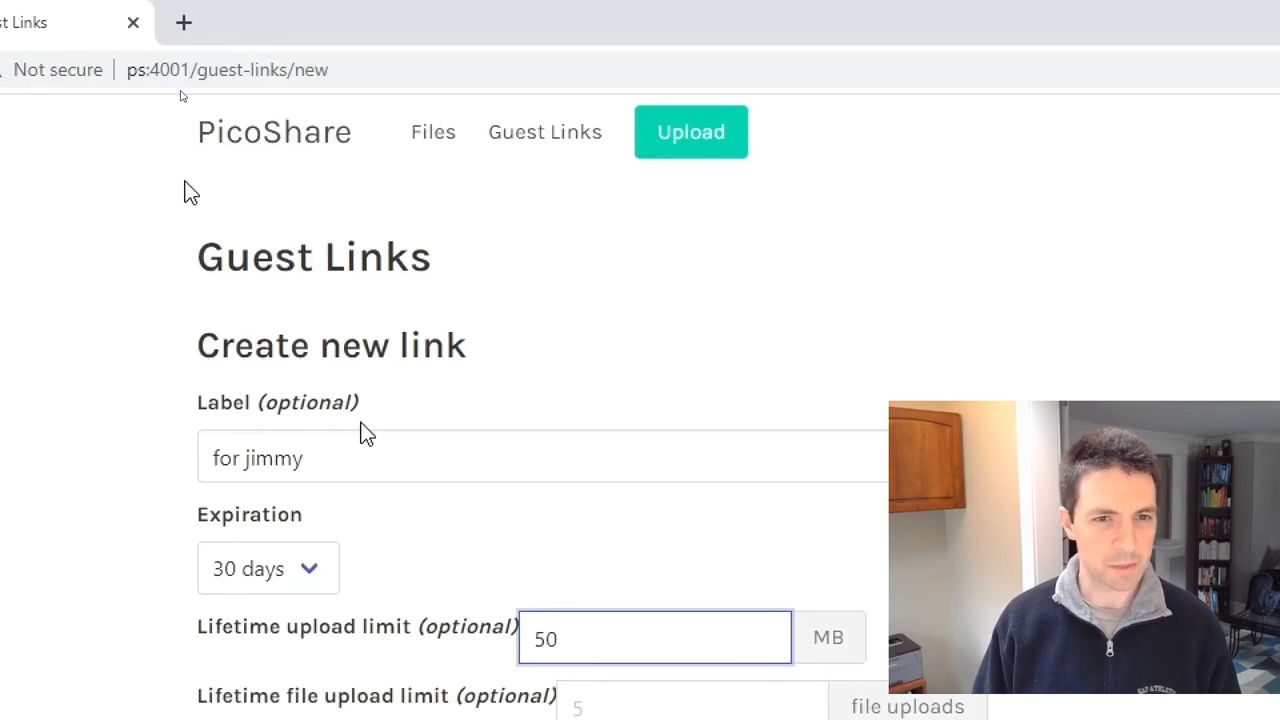 st Links
Not secure ps:4001/guest-links/new
PicoShare Files Guest Links Upload
Guest Links
Create new link
Label (optional)
for jimmy
Expiration
30 days
Lifetime upload limit (optional) 50 MB
Lifetime file upload limit (optional) 5 file uploads